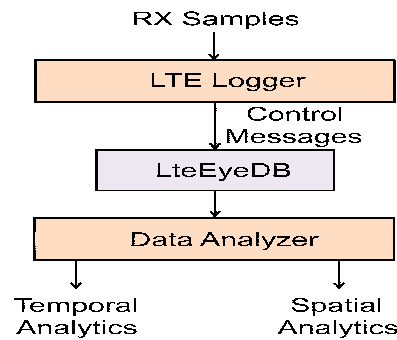 RX Samples
LTE Logger
Control
Messages
LteEyeDB
Data Analyzer
Temporal
Analytics
Spatial
Analytics